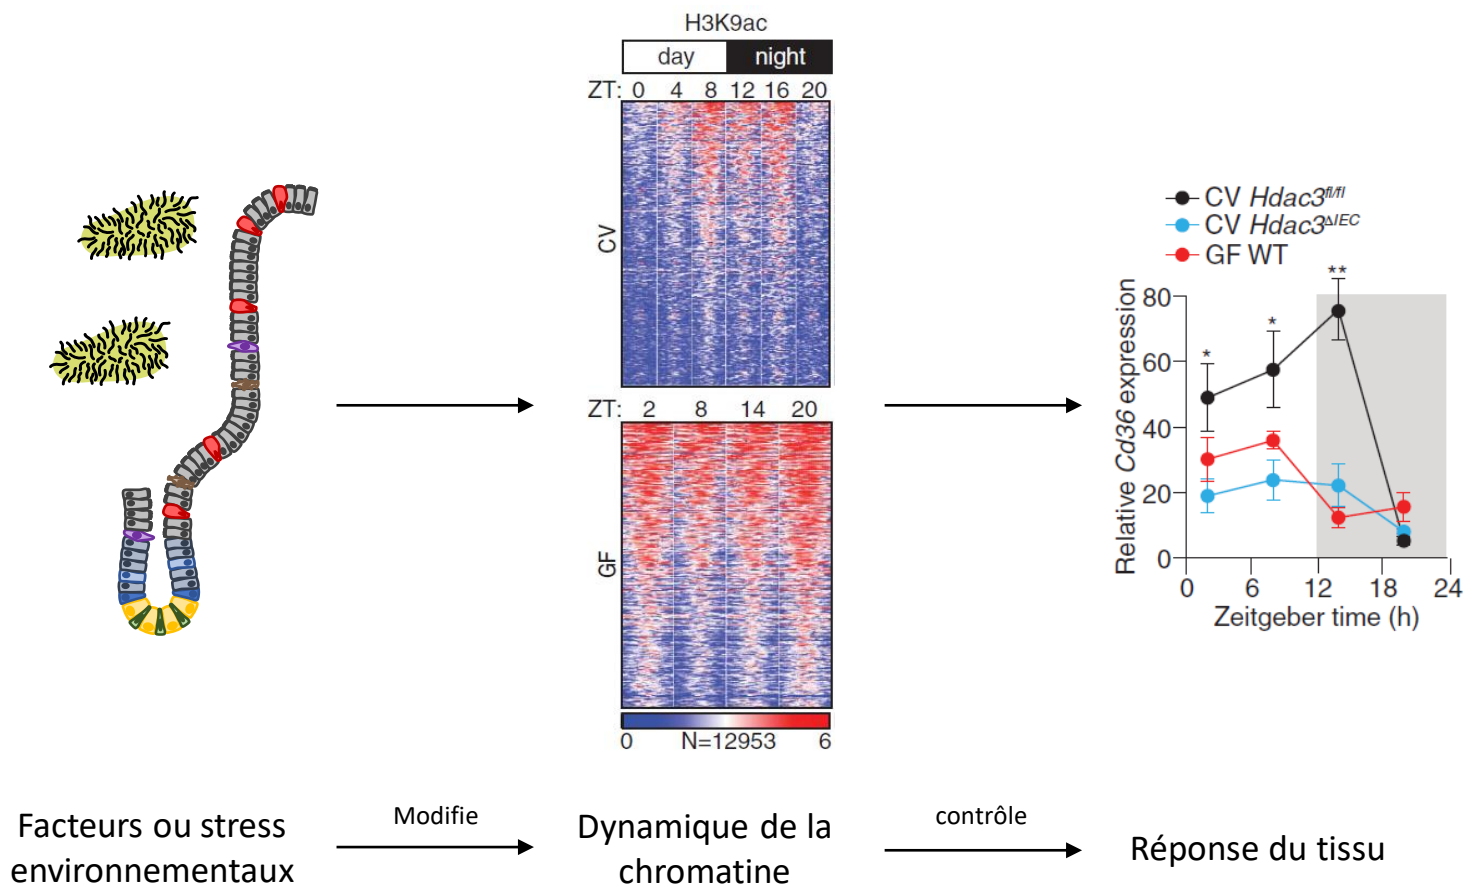 H3K9ac
day night
ZT: 0 4 8 12 16 20
CV
ZT: 2 8 14 20
GF
0 N=12953 6
CV Hdac3fl/fl
CV Hdac3ΔIEC
GF WT
Relative Cd36 expression
80
60
40
20
0
* * **
0 6 12 18 24
Zeitgeber time (h)
Facteurs ou stress
environnementaux
Modifie
Dynamique de la
chromatine
contrôle
Réponse du tissu